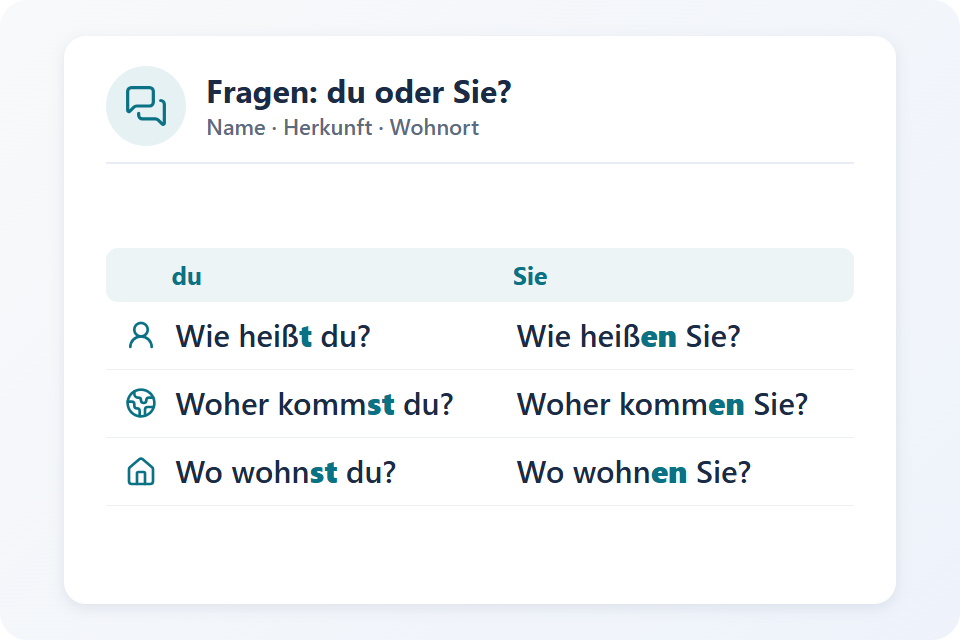 Fragen: du oder Sie?
Name · Herkunft · Wohnort
du Sie
Wie heißt du? Wie heißen Sie?
Woher kommst du? Woher kommen Sie?
Wo wohnst du? Wo wohnen Sie?